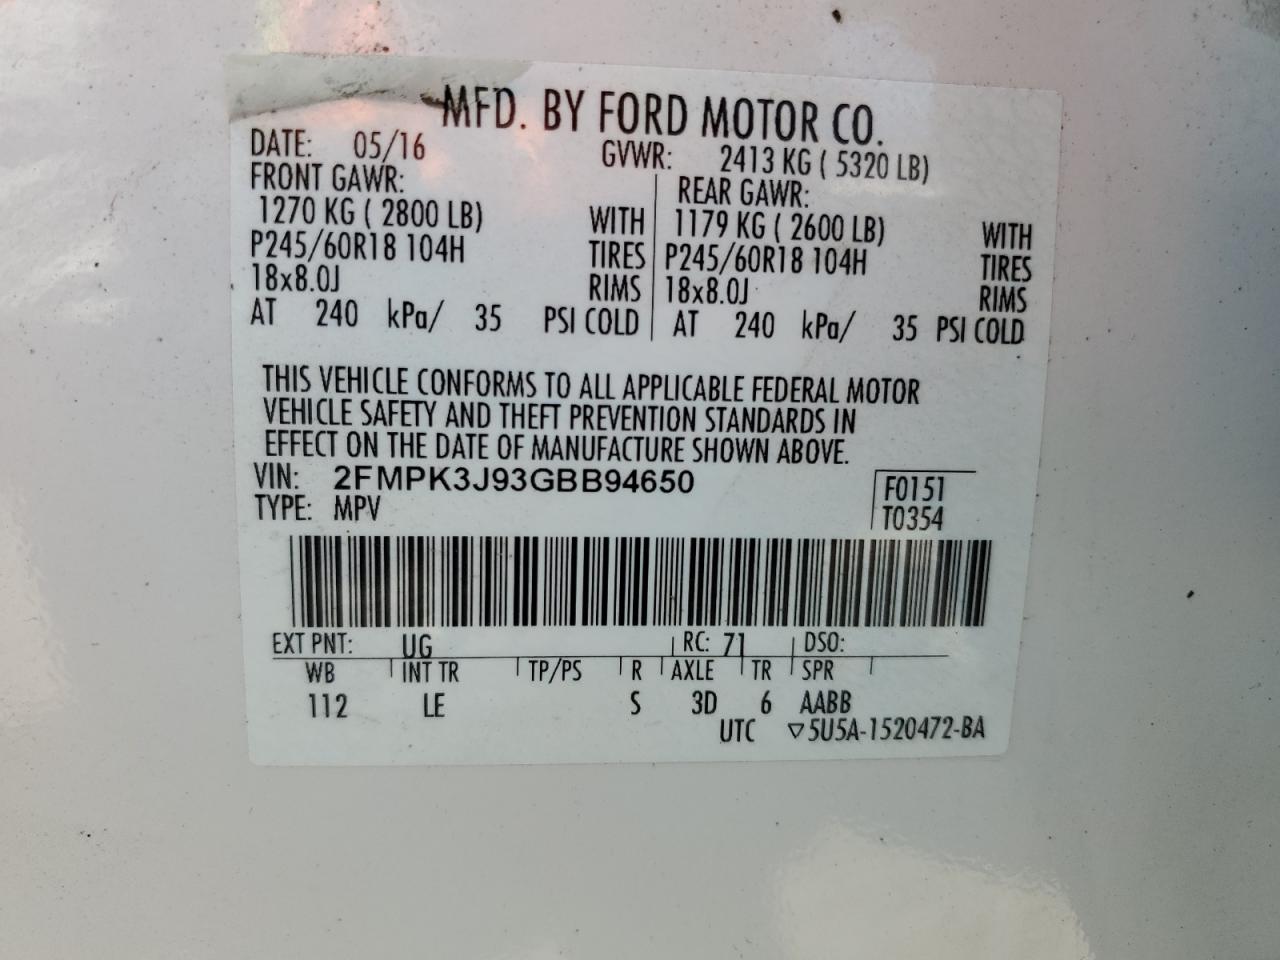 MFD. BY FORD MOTOR CO.
DATE: 05/16 GVWR: 2413 KG ( 5320 LB)
FRONT GAWR: REAR GAWR:
1270 KG ( 2800 LB) WITH 1179 KG ( 2600 LB) WITH
P245/60R18 104H TIRES P245/60R18 104H TIRES
18x8.0J RIMS 18x8.0J RIMS
AT 240 kPa/ 35 PSI COLD AT 240 kPa/ 35 PSI COLD
THIS VEHICLE CONFORMS TO ALL APPLICABLE FEDERAL MOTOR
VEHICLE SAFETY AND THEFT PREVENTION STANDARDS IN
EFFECT ON THE DATE OF MANUFACTURE SHOWN ABOVE.
VIN: 2FMPK3J93GBB94650 F0151
TYPE: MPV T0354
EXT PNT: UG RC: 71 DSO:
WB INT TR TP/PS R AXLE TR SPR
112 LE S 3D 6 AABB
UTC ▽5U5A-1520472-BA